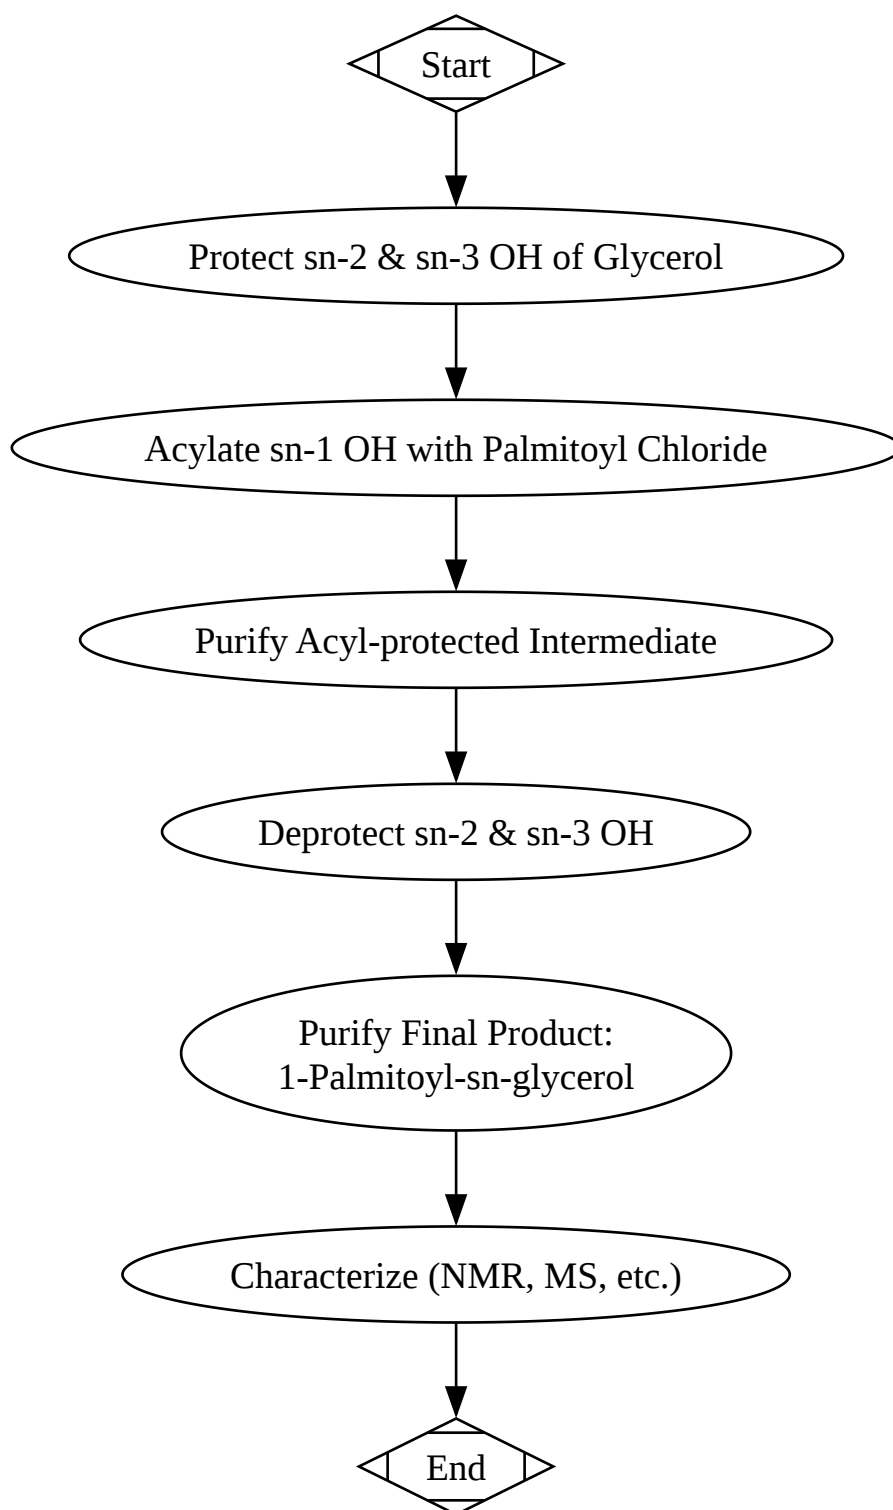 Start
Protect sn-2 & sn-3 OH of Glycerol
Acylate sn-1 OH with Palmitoyl Chloride
Purify Acyl-protected Intermediate
Deprotect sn-2 & sn-3 OH
Purify Final Product:
1-Palmitoyl-sn-glycerol
Characterize (NMR, MS, etc.)
End